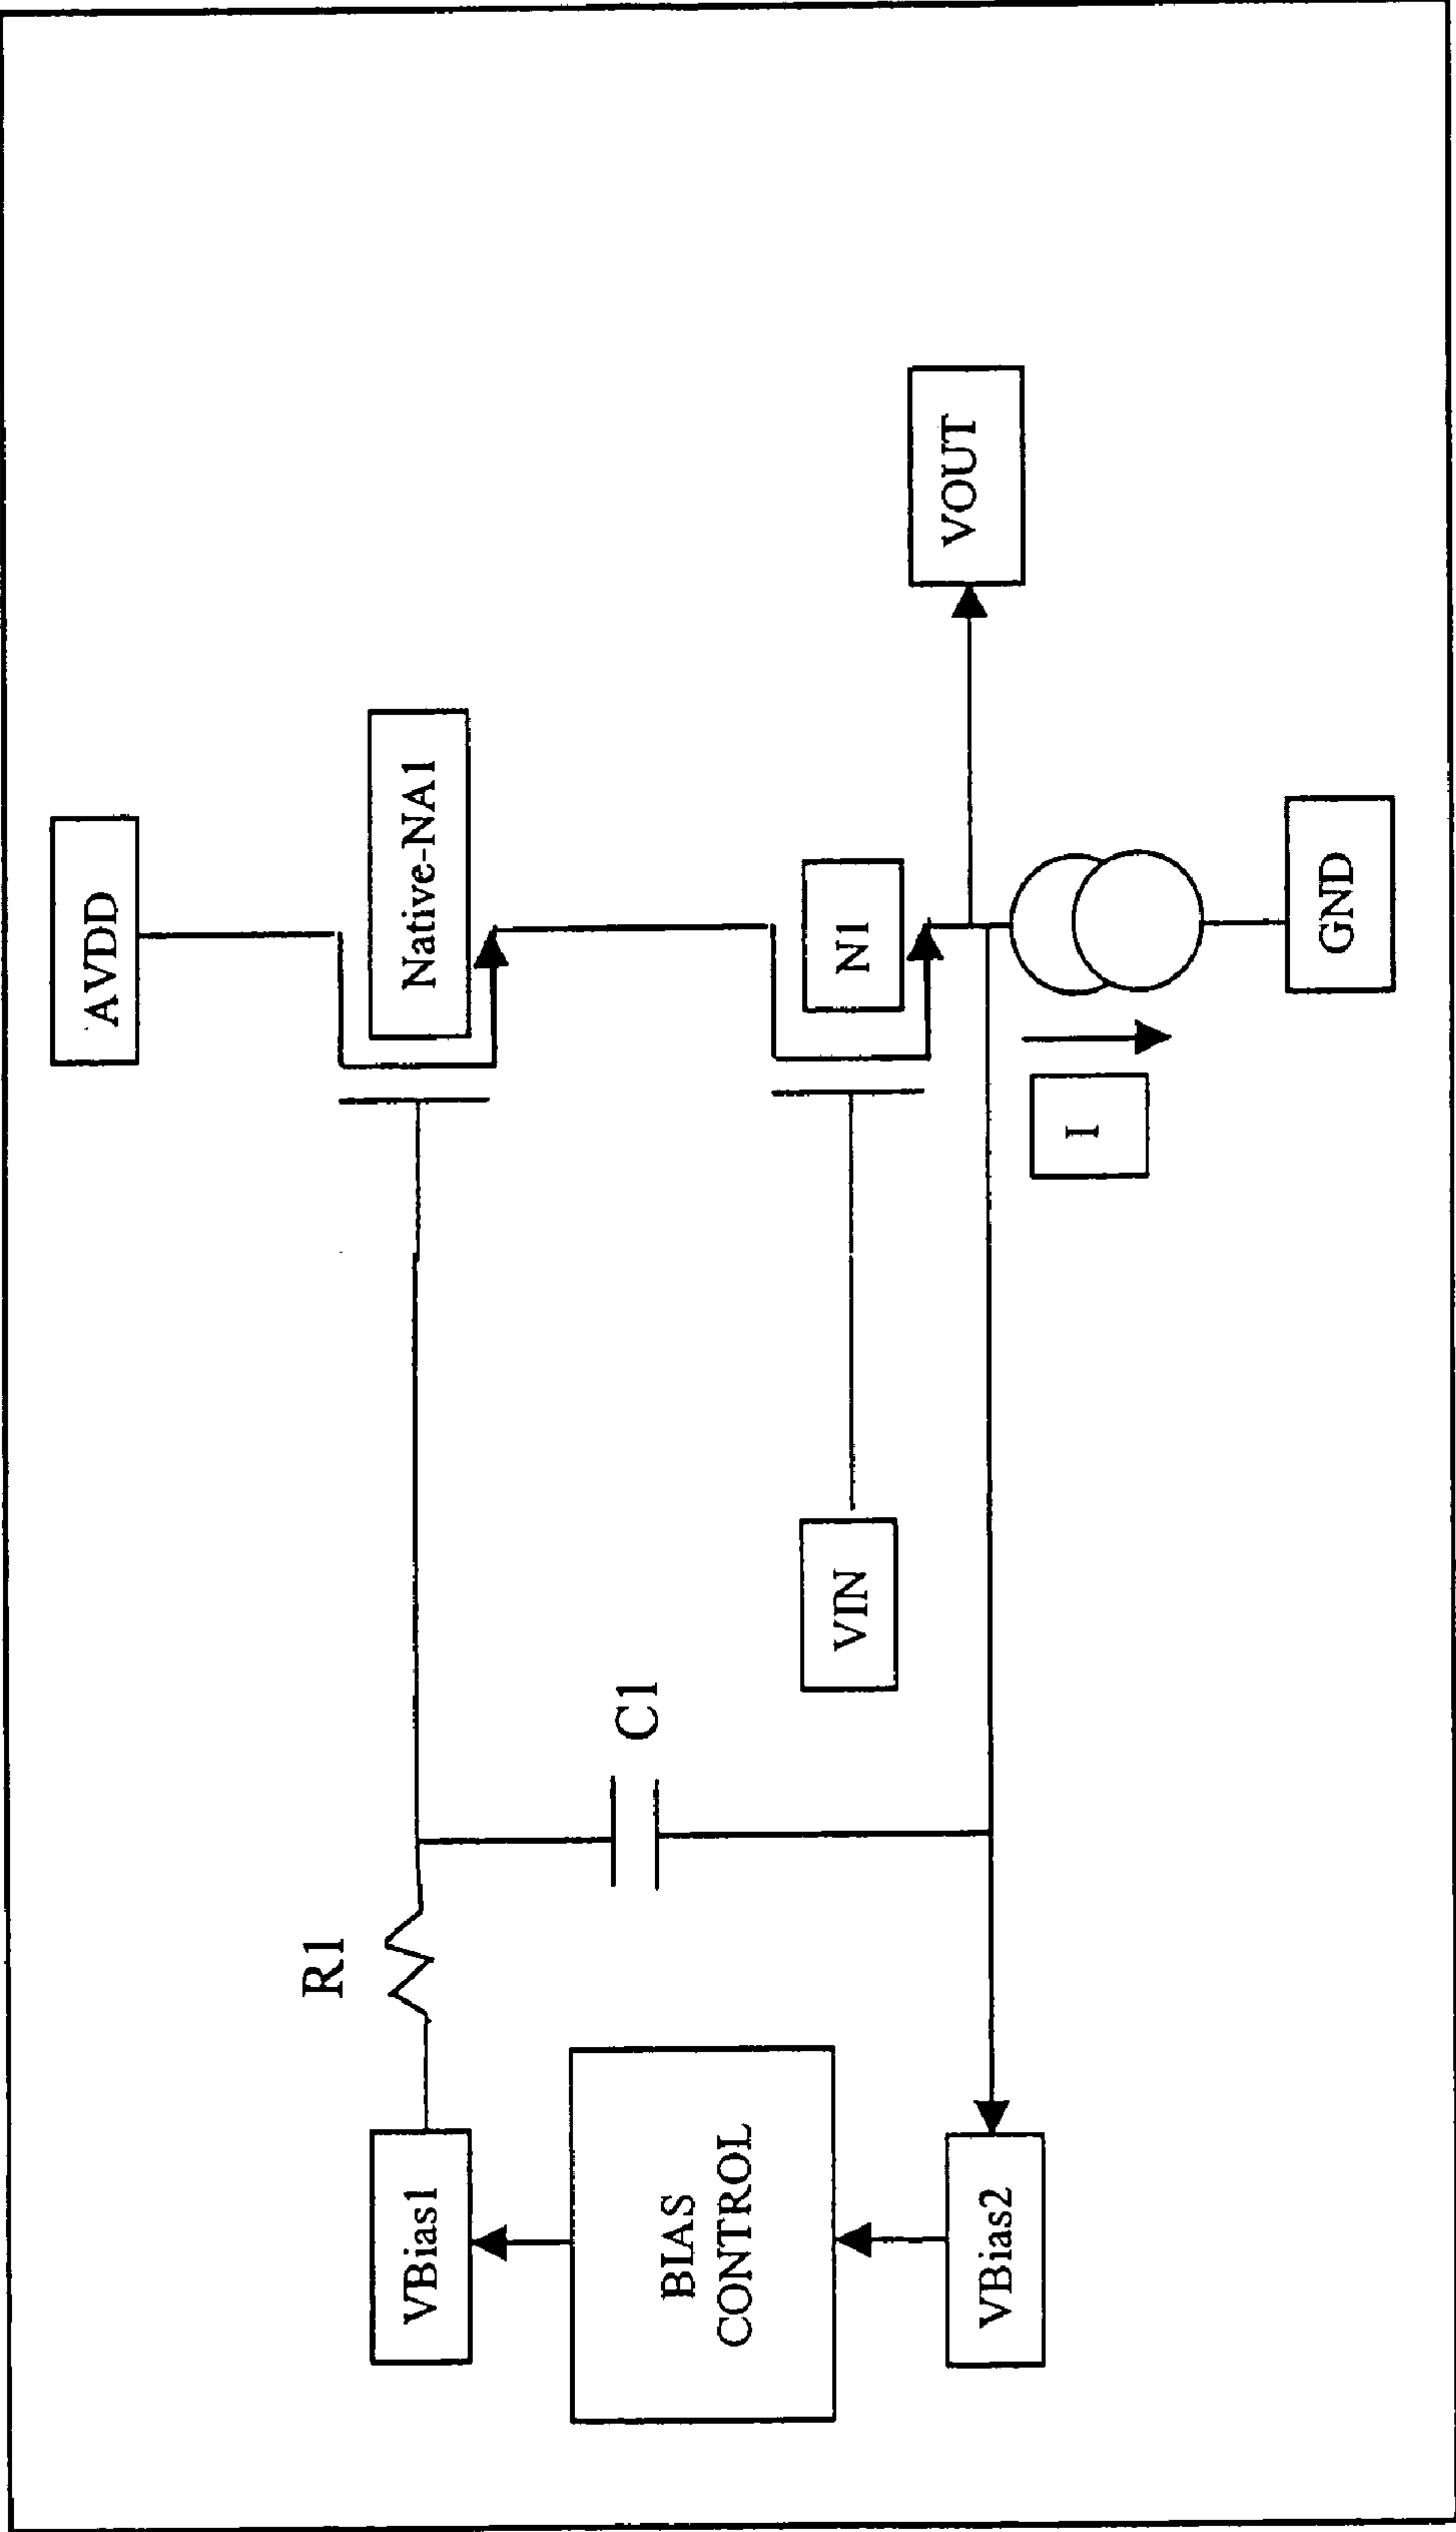 AVDD
R1
VBias1
Native-NA1
C1
BIAS
CONTROL
VIN
N1
VOUT
VBias2
I
GND